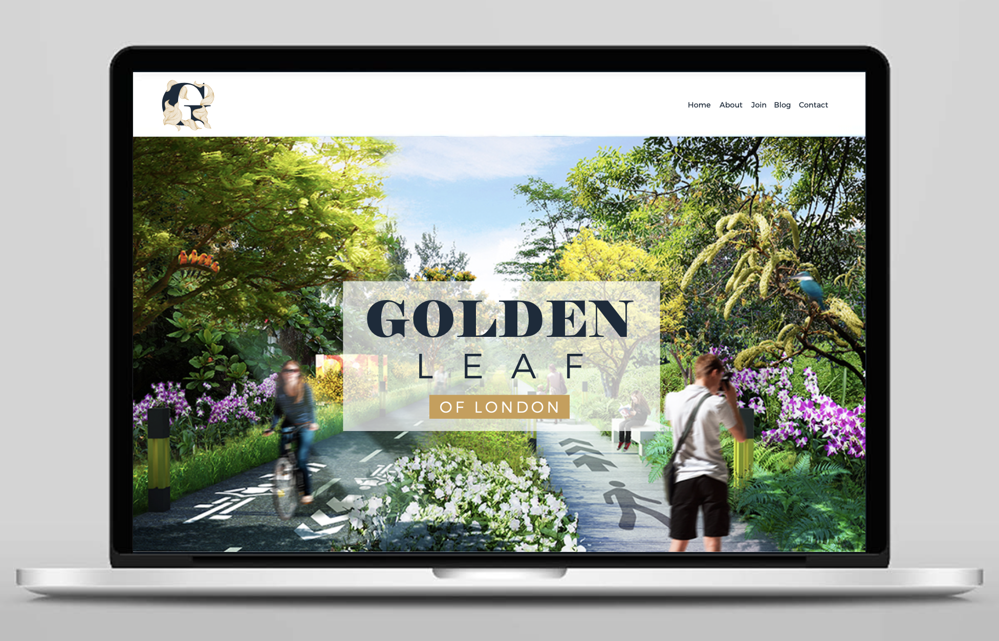 G
Home About Join Blog Contact
GOLDEN
LEAF
OF LONDON